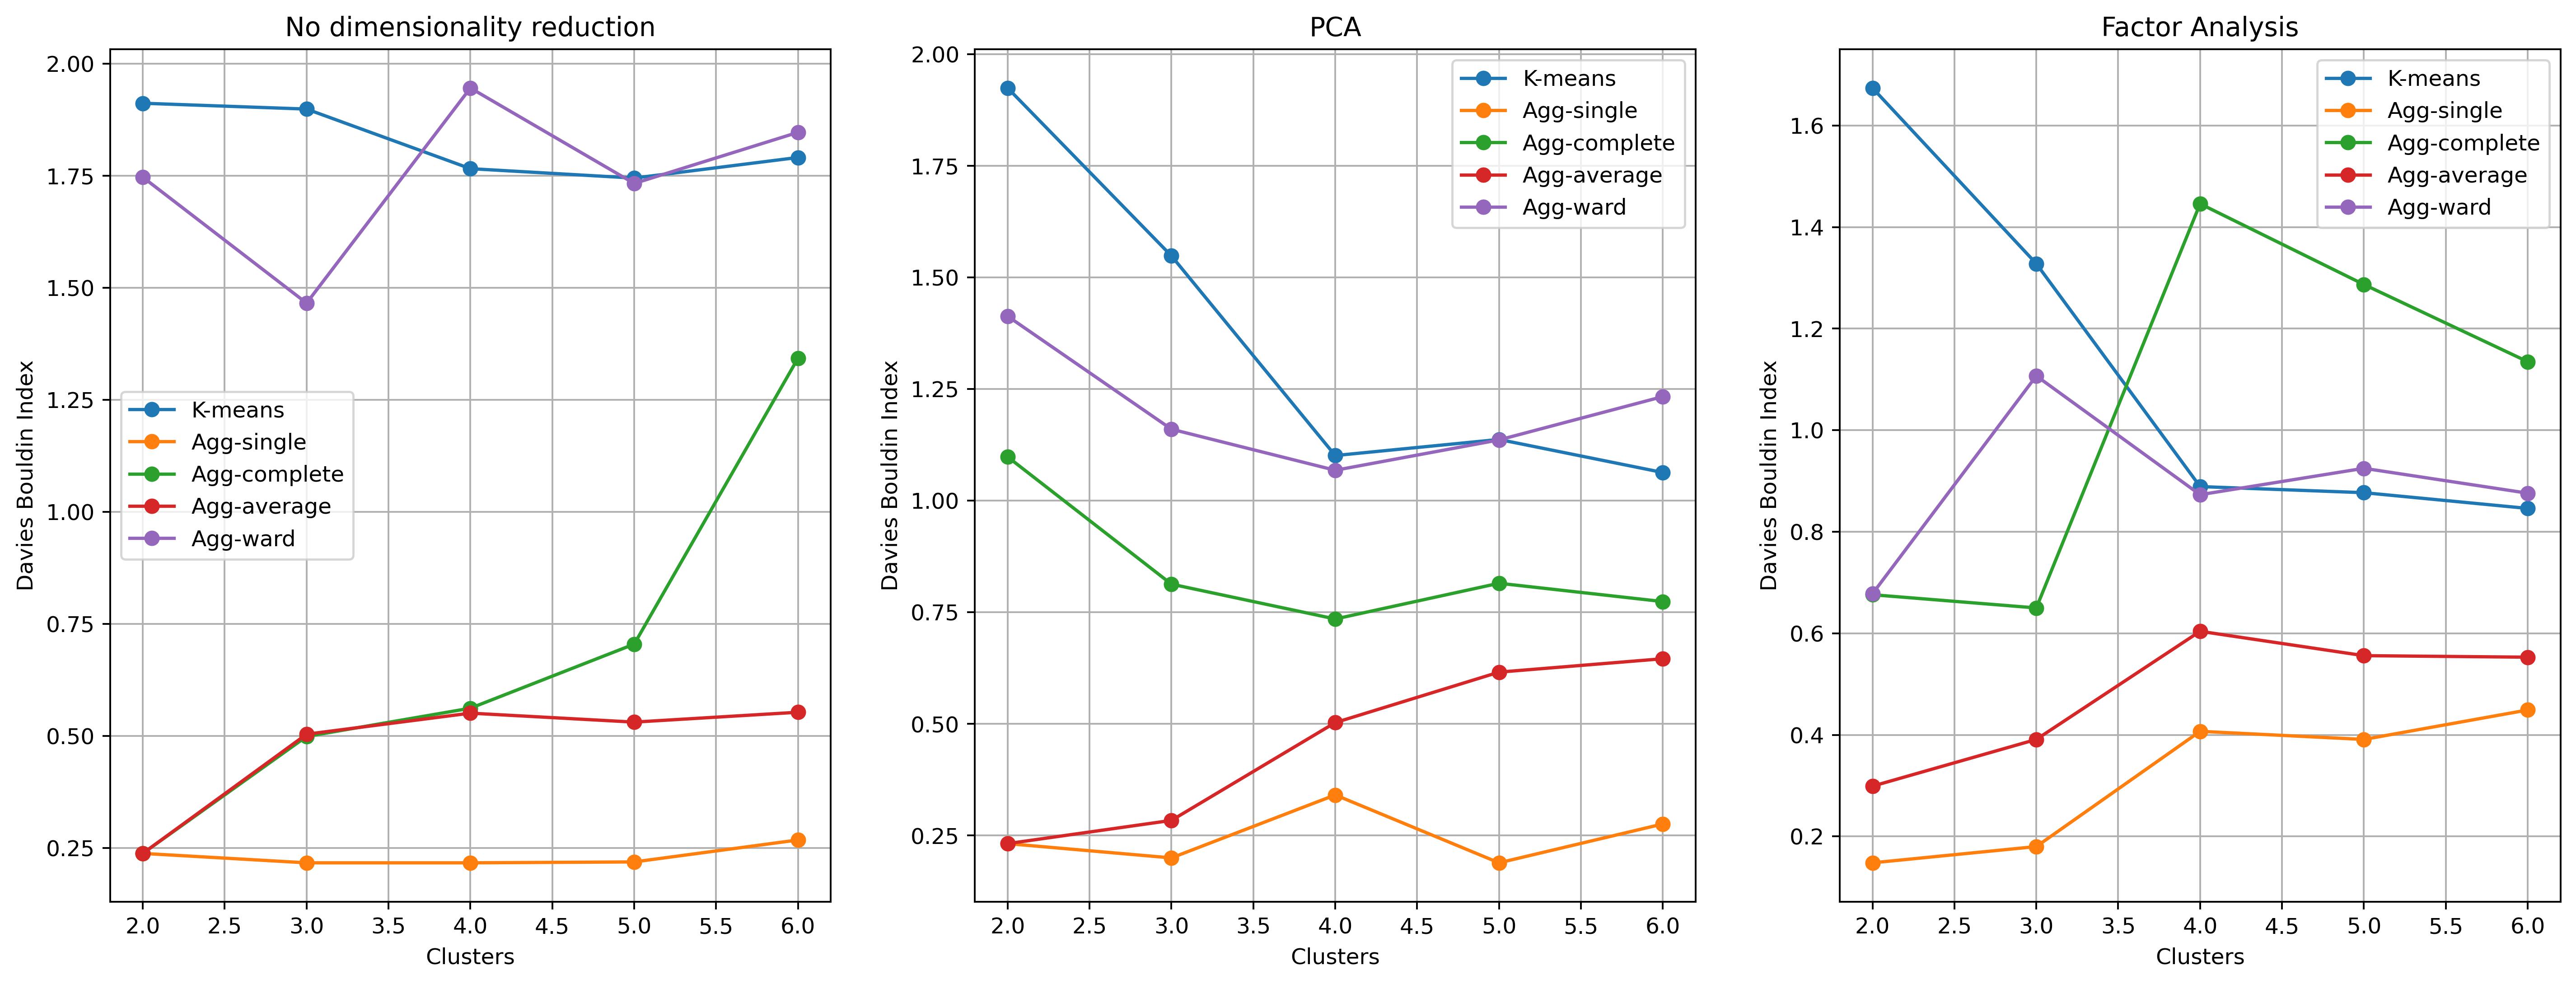 No dimensionality reduction
Davies Bouldin Index
2.00
1.75
1.50
1.25
1.00
0.75
0.50
0.25
K-means
Agg-single
Agg-complete
Agg-average
Agg-ward
2.0 2.5 3.0 3.5 4.0 4.5 5.0 5.5 6.0
Clusters
PCA
Davies Bouldin Index
2.00
1.75
1.50
1.25
1.00
0.75
0.50
0.25
K-means
Agg-single
Agg-complete
Agg-average
Agg-ward
2.0 2.5 3.0 3.5 4.0 4.5 5.0 5.5 6.0
Clusters
Factor Analysis
Davies Bouldin Index
1.6
1.4
1.2
1.0
0.8
0.6
0.4
0.2
K-means
Agg-single
Agg-complete
Agg-average
Agg-ward
2.0 2.5 3.0 3.5 4.0 4.5 5.0 5.5 6.0
Clusters